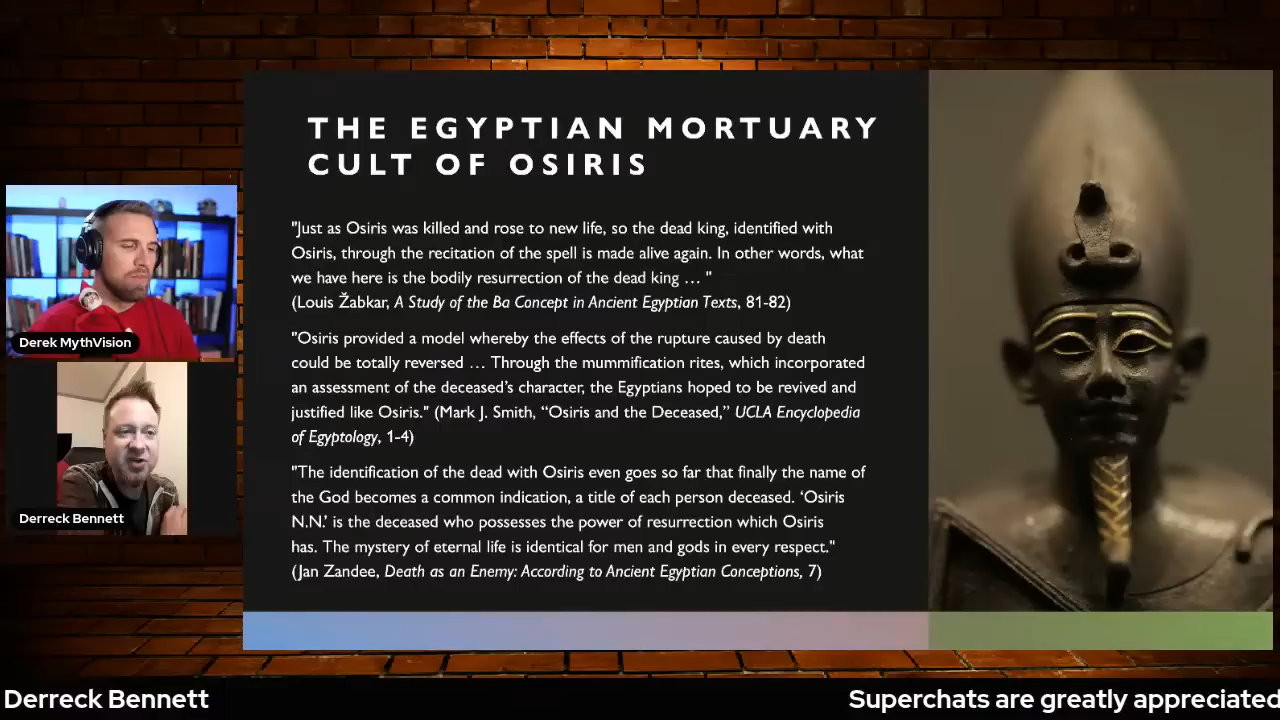 THE EGYPTIAN MORTUARY
CULT OF OSIRIS
"Just as Osiris was killed and rose to new life, so the dead king, identified with
Osiris, through the recitation of the spell is made alive again. In other words, what
we have here is the bodily resurrection of the dead king … "
(Louis Žabkar, A Study of the Ba Concept in Ancient Egyptian Texts, 81-82)
"Osiris provided a model whereby the effects of the rupture caused by death
could be totally reversed … Through the mummification rites, which incorporated
an assessment of the deceased's character, the Egyptians hoped to be revived and
justified like Osiris." (Mark J. Smith, “Osiris and the Deceased,” UCLA Encyclopedia
of Egyptology, 1-4)
"The identification of the dead with Osiris even goes so far that finally the name of
the God becomes a common indication, a title of each person deceased. ‘Osiris
N.N.’ is the deceased who possesses the power of resurrection which Osiris
has. The mystery of eternal life is identical for men and gods in every respect."
(Jan Zandee, Death as an Enemy: According to Ancient Egyptian Conceptions, 7)
Derek MythVision
Derreck Bennett
Derreck Bennett
Superchats are greatly appreciated